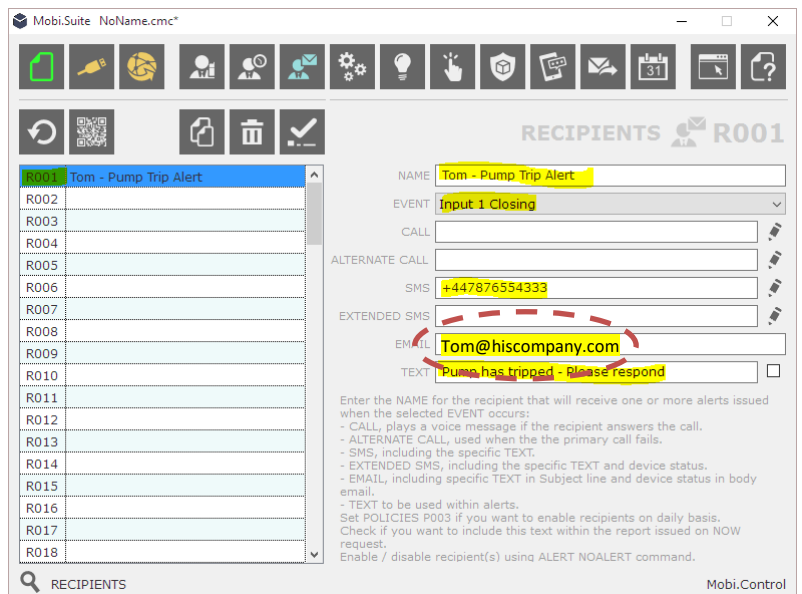 Mobi.Suite NoName.cmc*
31
RECIPIENTS R001
R001 Tom - Pump Trip Alert
R002
R003
R004
R005
R006
R007
R008
R009
R010
R011
R012
R013
R014
R015
R016
R017
R018
NAME Tom - Pump Trip Alert
EVENT Input 1 Closing
CALL
ALTERNATE CALL
SMS +447876554333
EXTENDED SMS
EMAIL Tom@hiscompany.com
TEXT Pump has tripped - Please respond
Enter the NAME for the recipient that will receive one or more alerts issued
when the selected EVENT occurs:
- CALL, plays a voice message if the recipient answers the call.
- ALTERNATE CALL, used when the the primary call fails.
- SMS, including the specific TEXT.
- EXTENDED SMS, including the specific TEXT and device status.
- EMAIL, including specific TEXT in Subject line and device status in body
email.
- TEXT to be used within alerts.
Set POLICIES P003 if you want to enable recipients on daily basis.
Check if you want to include this text within the report issued on NOW
request.
Enable / disable recipient(s) using ALERT NOALERT command.
RECIPIENTS
Mobi.Control